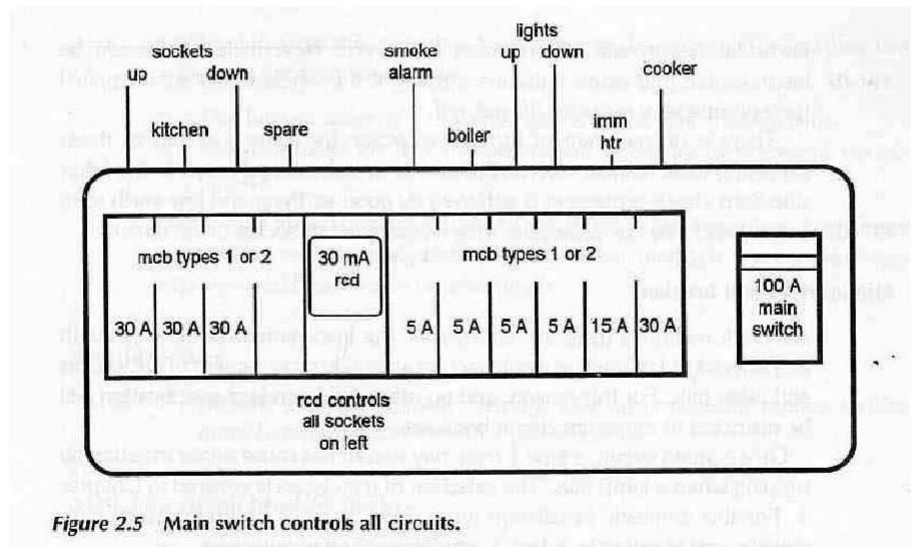 lights
sockets smoke up down
up down alarm cooker
kitchen spare boiler imm
htr
mcb types 1 or 2 30 mA mcb types 1 or 2
rcd
100 A
main
switch
30 A 30 A 30 A 5 A 5 A 5 A 5 A 15 A 30 A
rcd controls
all sockets
on left
Figure 2.5 Main switch controls all circuits.